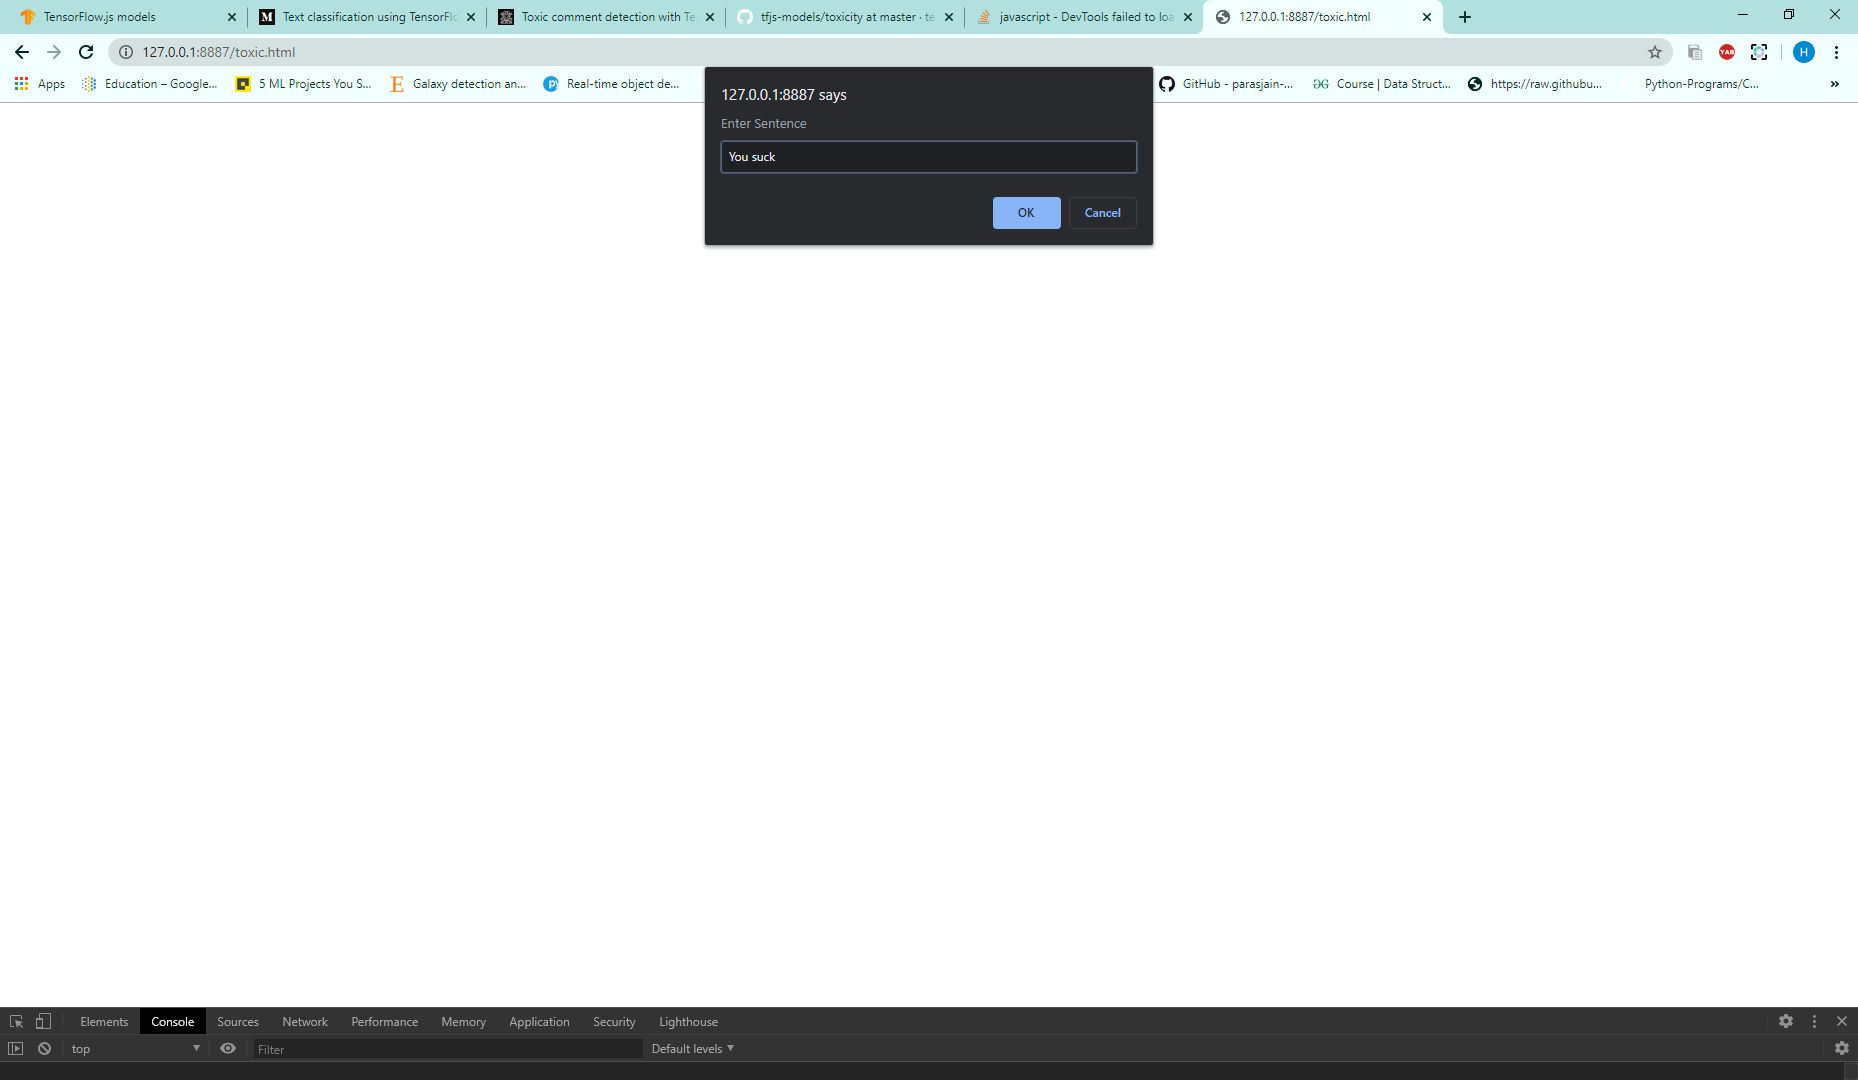 TensorFlow.js models
Text classification using TensorFlo
Toxic comment detection with Te
tfjs-models/toxicity at master · te
javascript - DevTools failed to loa
127.0.0.1:8887/toxic.html
127.0.0.1:8887/toxic.html
YAB
H
Apps
Education – Google...
5 ML Projects You S...
Galaxy detection an...
Real-time object de...
GitHub - parasjain-...
Course | Data Struct...
https://raw.githubu...
Python-Programs/C...
»
127.0.0.1:8887 says
Enter Sentence
You suck
OK Cancel
Elements Console Sources Network Performance Memory Application Security Lighthouse
top Filter Default levels